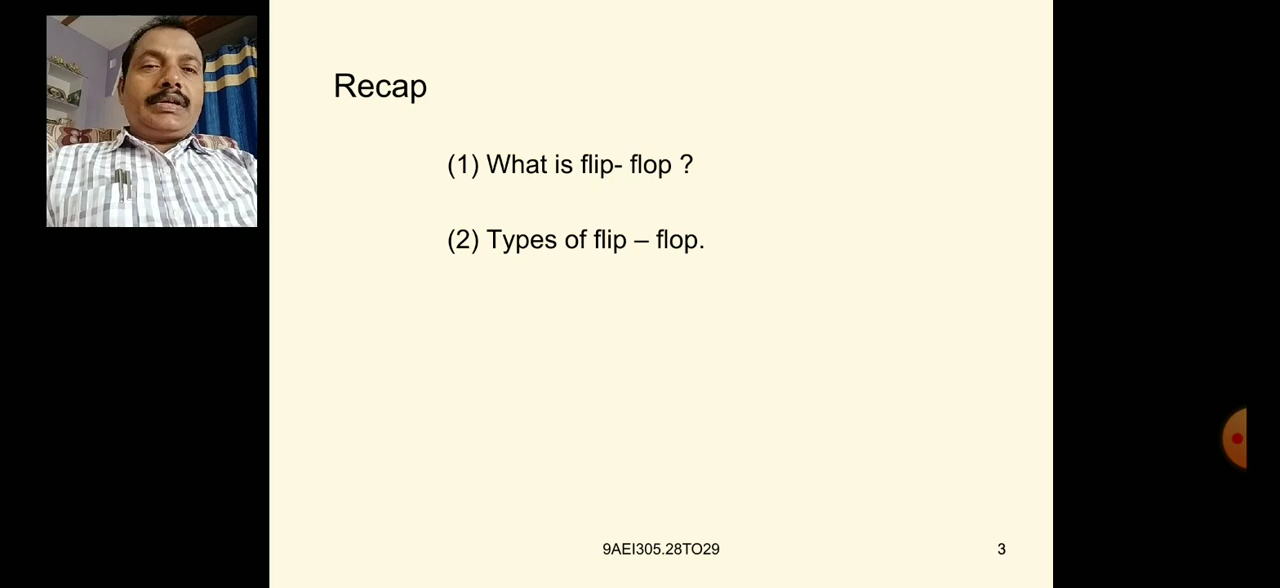 Recap
(1) What is flip- flop ?
(2) Types of flip – flop.
9AEI305.28TO29
3